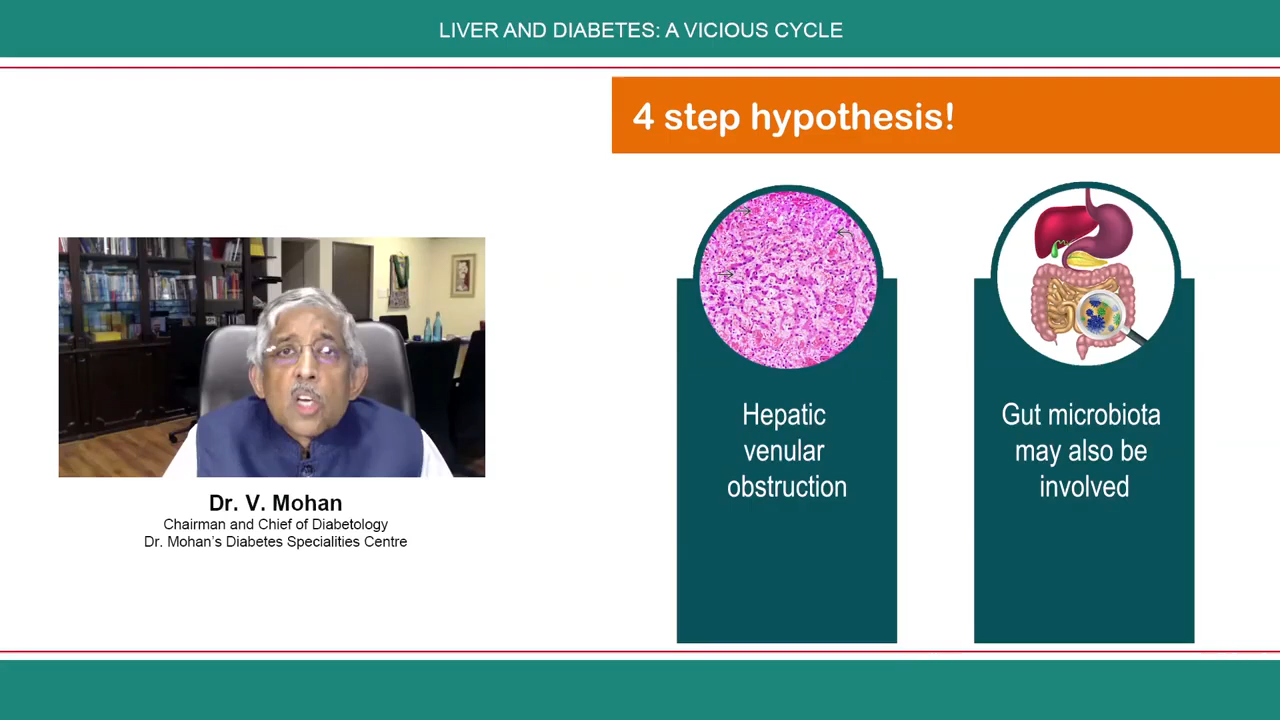 LIVER AND DIABETES: A VICIOUS CYCLE
4 step hypothesis!
Dr. V. Mohan
Chairman and Chief of Diabetology
Dr. Mohan's Diabetes Specialities Centre
Hepatic
venular
obstruction
Gut microbiota
may also be
involved